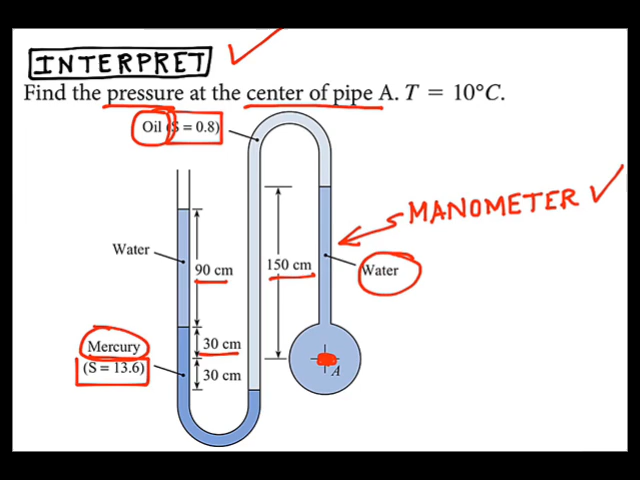 INTERPRET
Find the pressure at the center of pipe A. T = 10°C.
Oil (S = 0.8)
MANOMETER
Water
90 cm
150 cm
Water
Mercury
(S = 13.6)
30 cm
30 cm
A